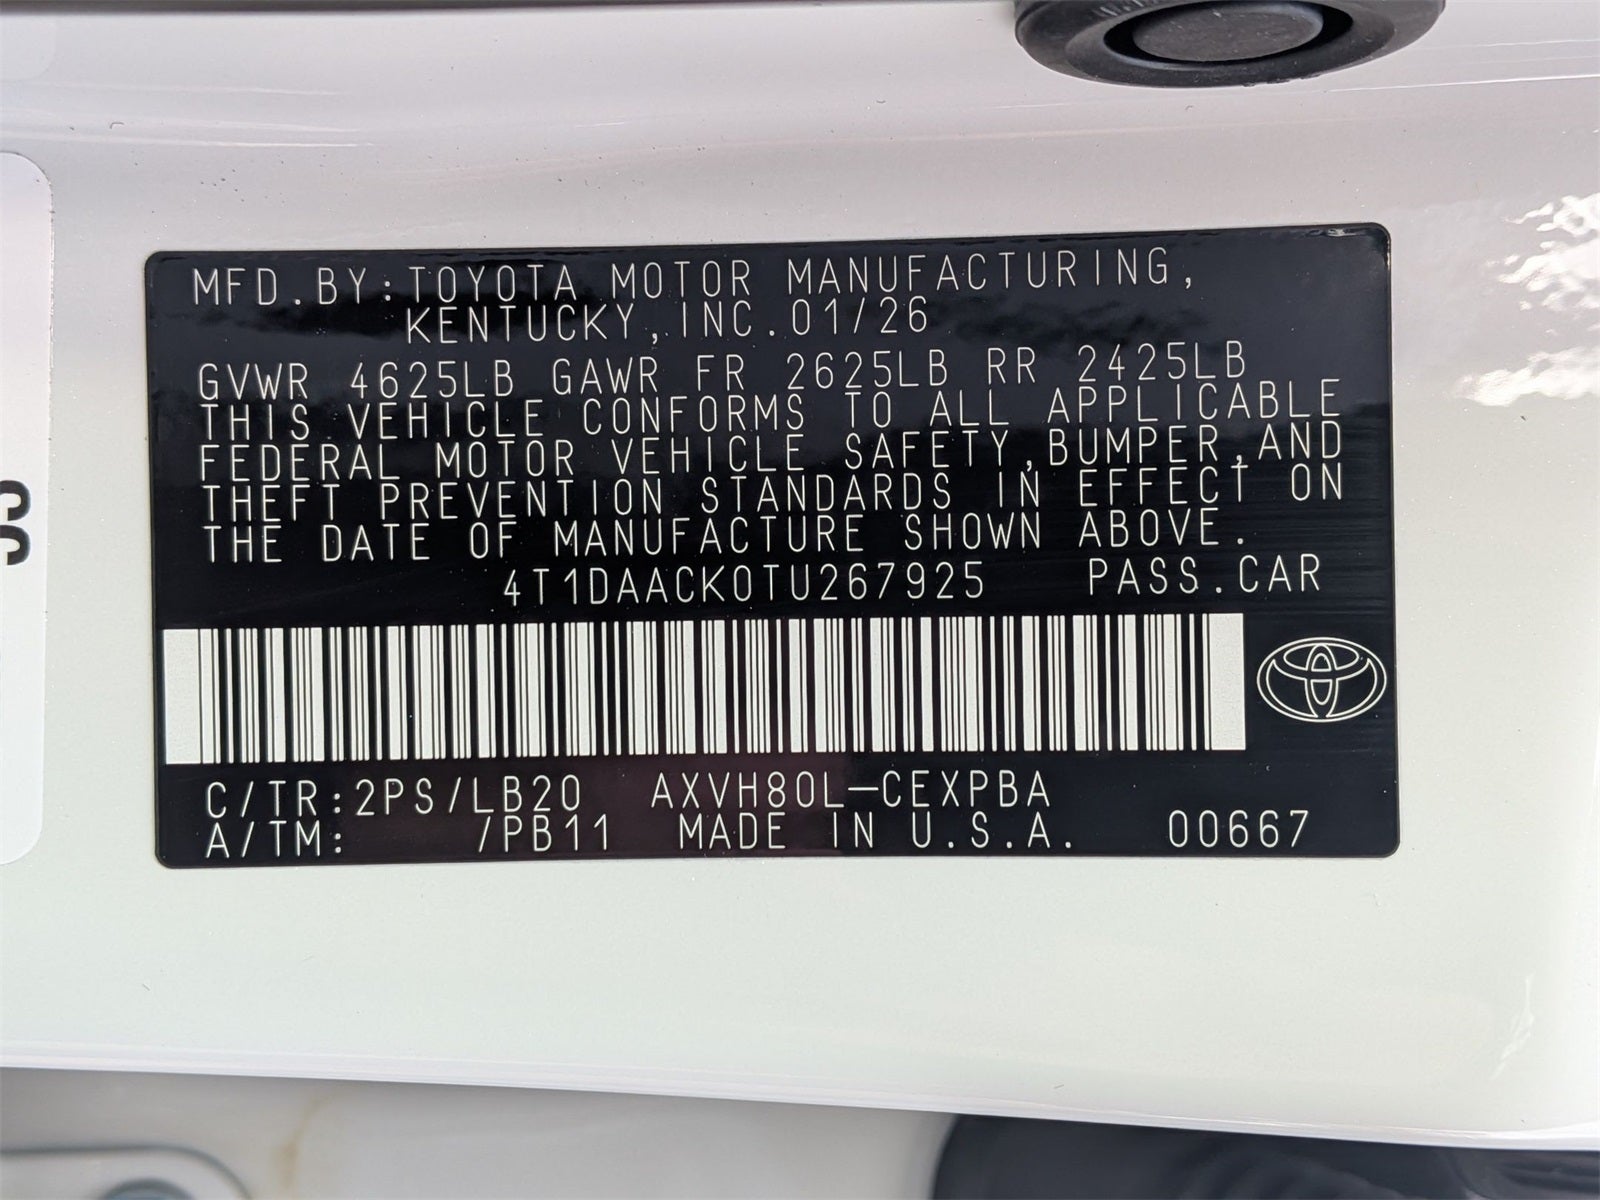 MFD.BY:TOYOTA MOTOR MANUFACTURING,
KENTUCKY,INC.01/26
GVWR 4625LB GAWR FR 2625LB RR 2425LB
THIS VEHICLE CONFORMS TO ALL APPLICABLE
FEDERAL MOTOR VEHICLE SAFETY,BUMPER,AND
THEFT PREVENTION STANDARDS IN EFFECT ON
THE DATE OF MANUFACTURE SHOWN ABOVE.
4T1DAACK0TU267925 PASS.CAR
C/TR:2PS/LB20 AXVH80L-CEXPBA
A/TM: /PB11 MADE IN U.S.A. 00667